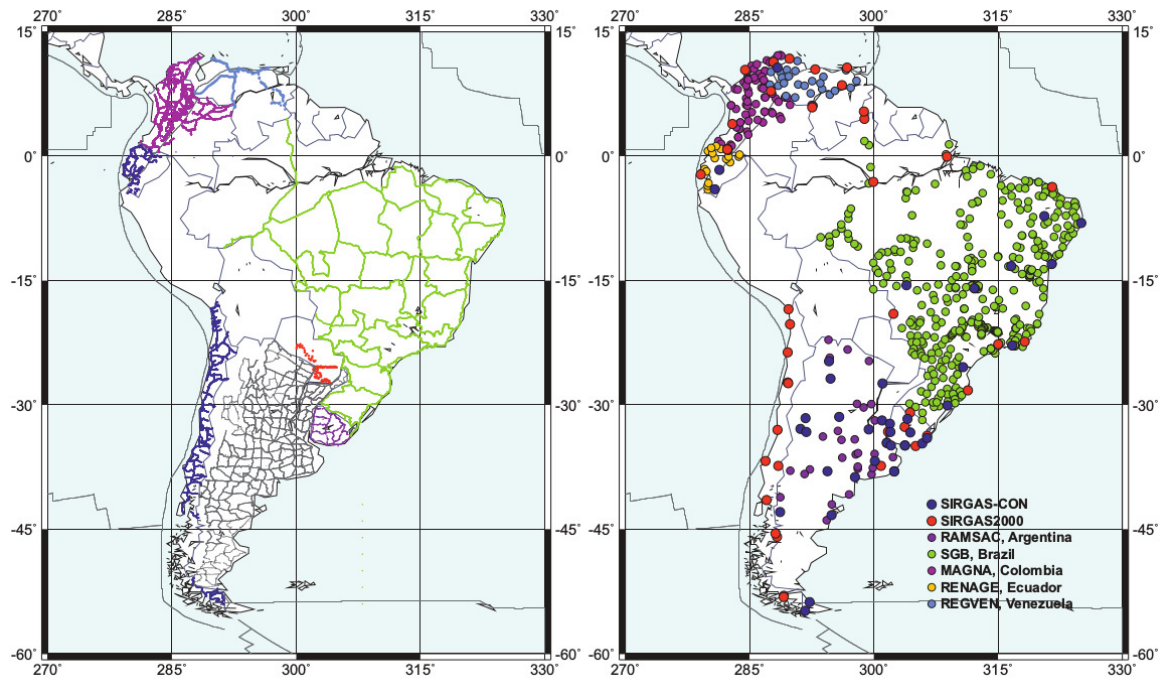 270 285 300 315 330 270 285 300 315 330
15° 15° 15° 15°
0° 0° 0° 0°
-15° -15° -15° -15°
-30° -30° -30° -30°
-45° -45° -45° -45°
SIRGAS-CON
SIRGAS2000
RAMSAC, Argentina
SGB, Brazil
MAGNA, Colombia
RENAGE, Ecuador
REGVEN, Venezuela
-60° -60° -60° -60°
270 285 300 315 330 270 285 300 315 330